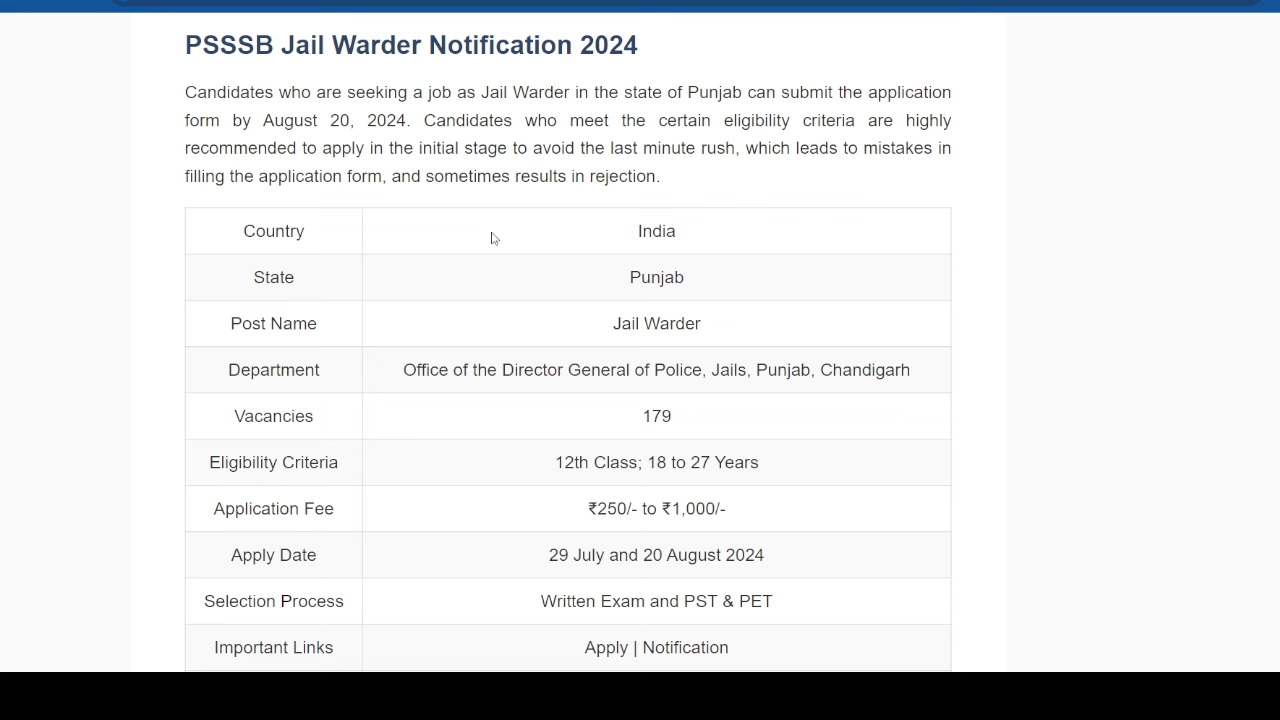 PSSSB Jail Warder Notification 2024
Candidates who are seeking a job as Jail Warder in the state of Punjab can submit the application
form by August 20, 2024. Candidates who meet the certain eligibility criteria are highly
recommended to apply in the initial stage to avoid the last minute rush, which leads to mistakes in
filling the application form, and sometimes results in rejection.
Country India
State Punjab
Post Name Jail Warder
Department Office of the Director General of Police, Jails, Punjab, Chandigarh
Vacancies 179
Eligibility Criteria 12th Class; 18 to 27 Years
Application Fee ₹250/- to ₹1,000/-
Apply Date 29 July and 20 August 2024
Selection Process Written Exam and PST & PET
Important Links Apply | Notification